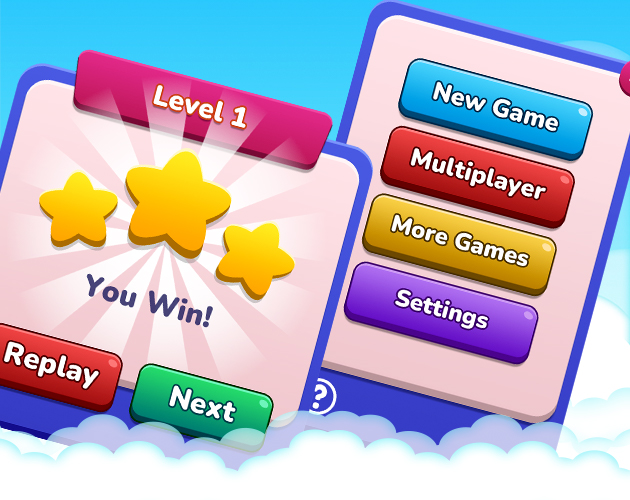 Level 1
You Win!
Replay
Next
New Game
Multiplayer
More Games
Settings
?